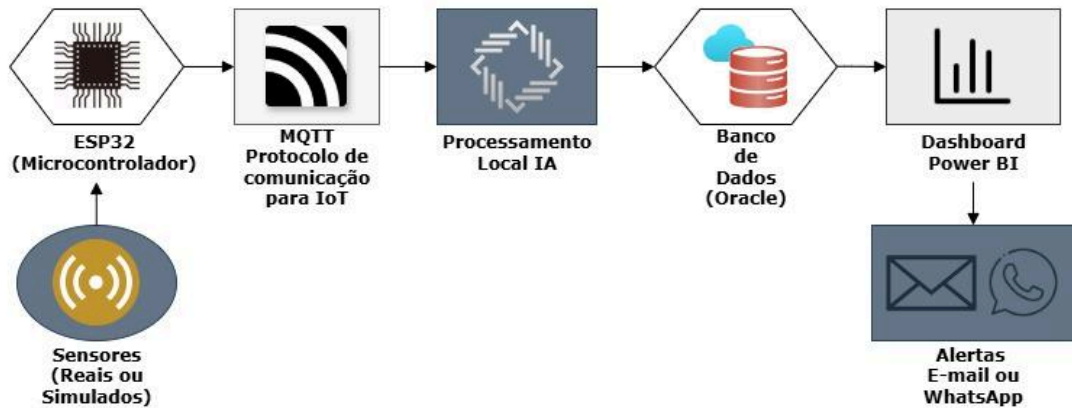 ESP32
(Microcontrolador)
MQTT
Protocolo de
comunicação
para IoT
Processamento
Local IA
Banco
de
Dados
(Oracle)
Dashboard
Power BI
Sensores
(Reais ou
Simulados)
Alertas
E-mail ou
WhatsApp